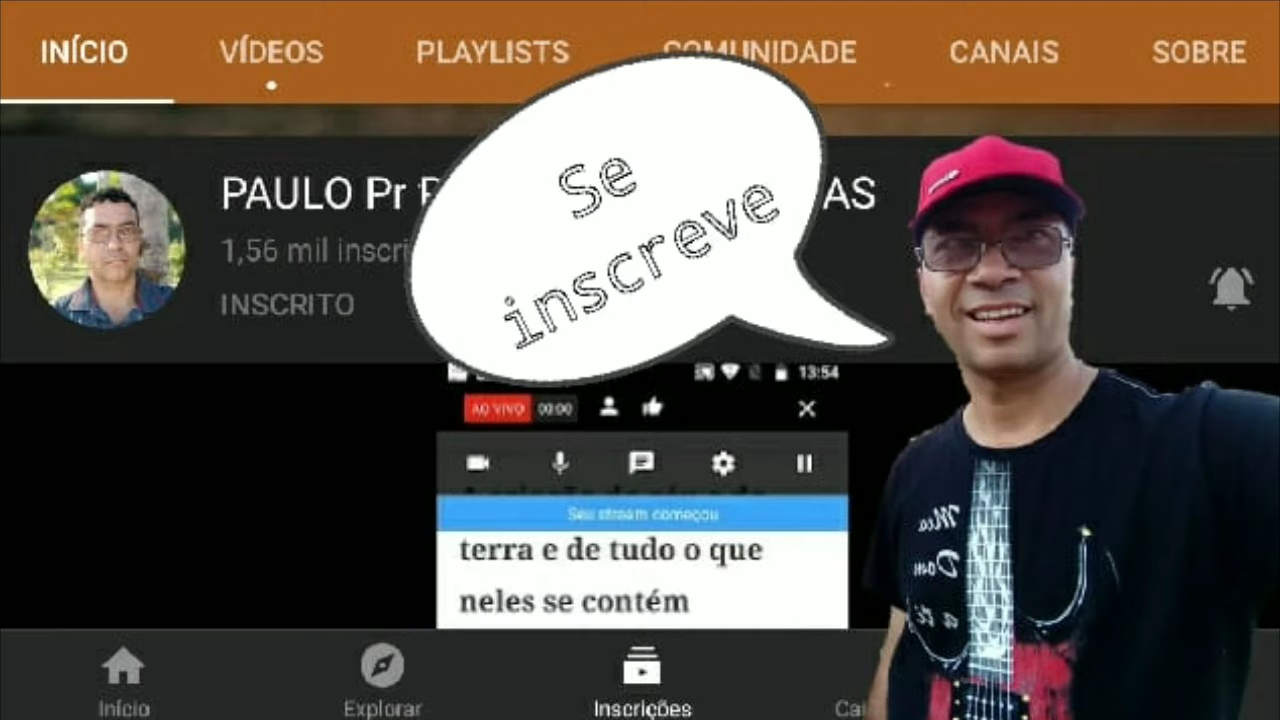 INÍCIO VÍDEOS PLAYLISTS COMUNIDADE CANAIS SOBRE
PAULO Pr AS
1,56 mil
INSCRITO
Se
inscreve
13:54
AO VIVO 00:00
Seu stream começou
terra e de tudo o que
neles se contém
Início Explorar Inscrições